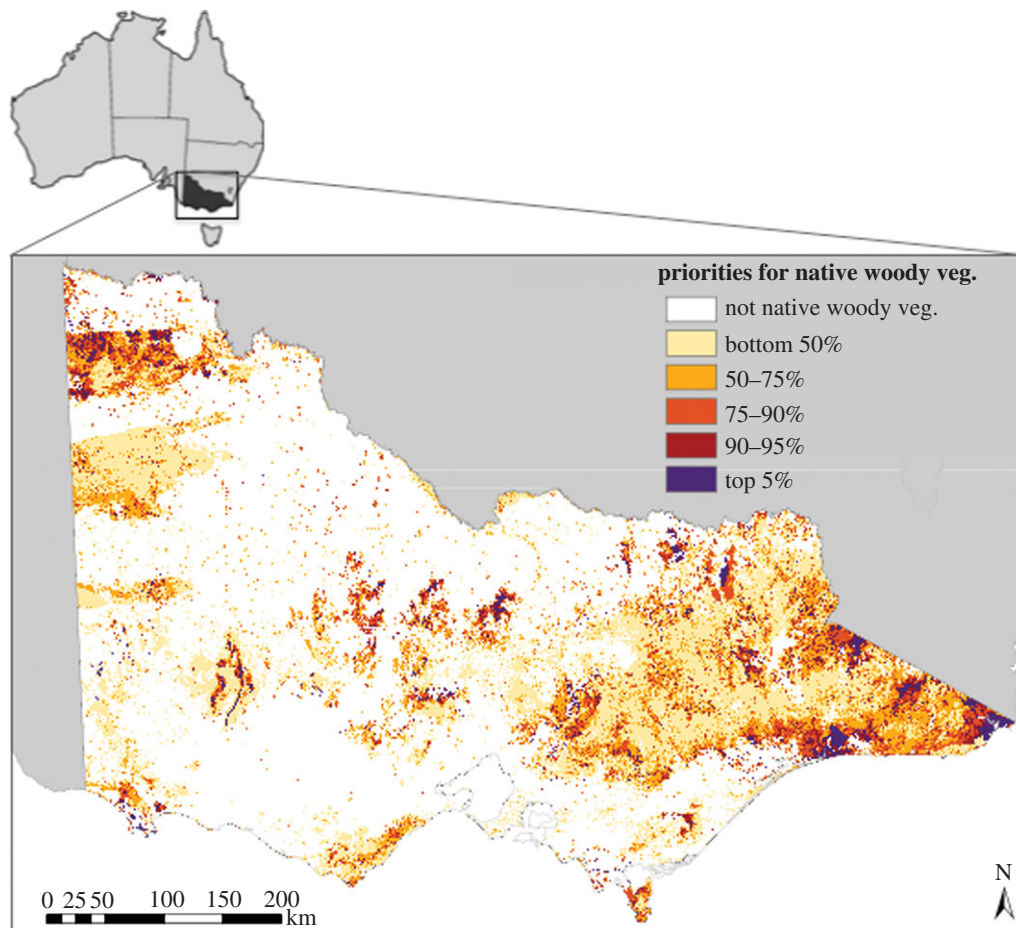 priorities for native woody veg.
not native woody veg.
bottom 50%
50–75%
75–90%
90–95%
top 5%
N
0 25 50 100 150 200
km